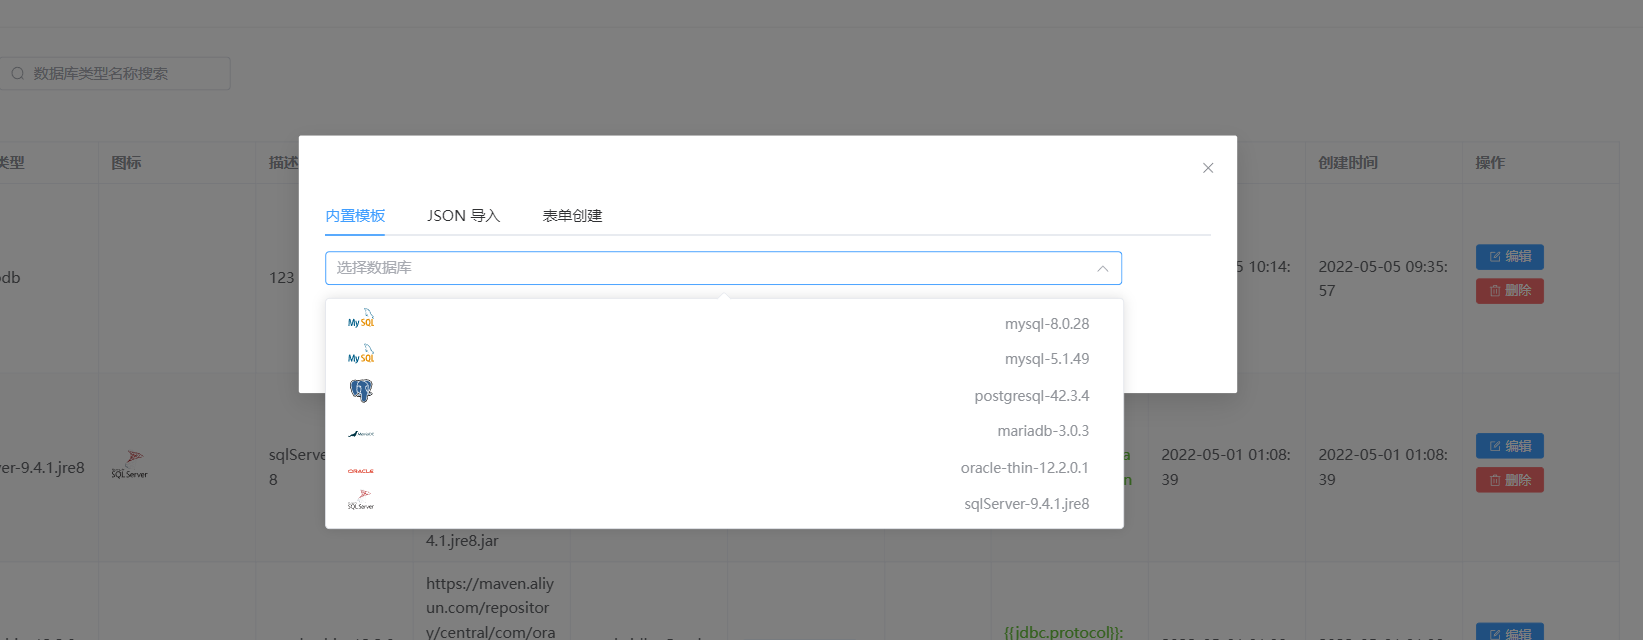 数据库类型名称搜索
类型
图标
描述
创建时间
操作
内置模板
JSON 导入
表单创建
选择数据库
MySQL
mysql-8.0.28
MySQL
mysql-5.1.49
postgresql-42.3.4
mariadb-3.0.3
ORACLE
oracle-thin-12.2.0.1
SQL Server
sqlServer-9.4.1.jre8
db
123
5 10:14:
2022-05-05 09:35:
57
编辑
删除
er-9.4.1.jre8
SQL Server
sqlServe
8
4.1.jre8.jar
a
n
2022-05-01 01:08:
39
2022-05-01 01:08:
39
编辑
删除
https://maven.aliy
un.com/repositor
y/central/com/ora
{{jdbc.protocol}}:
编辑